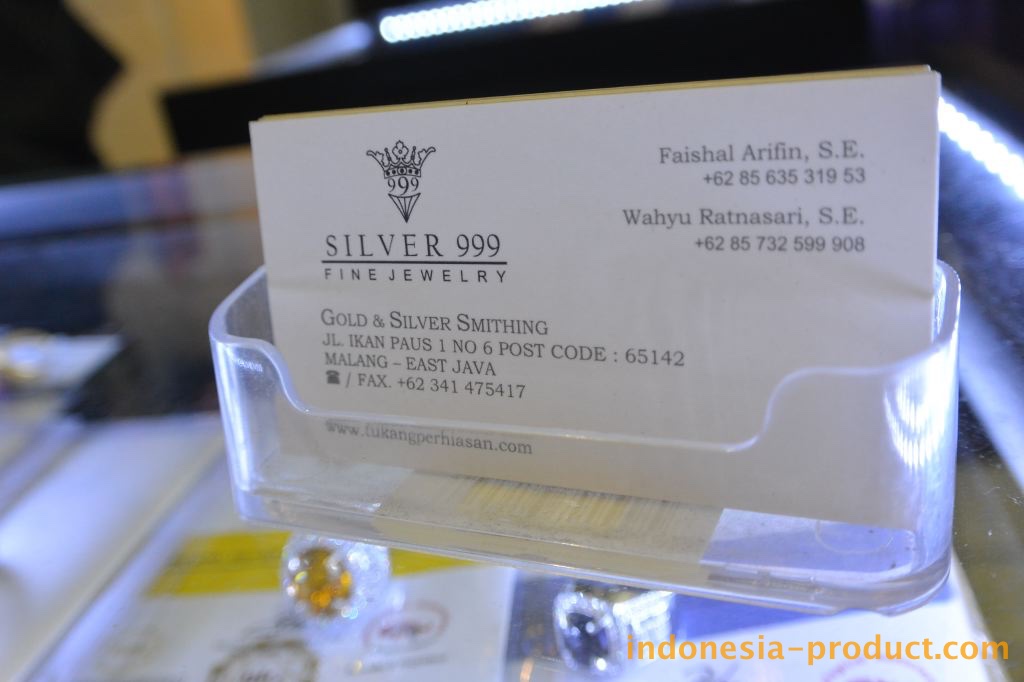 999
SILVER 999
FINE JEWELRY
GOLD & SILVER SMITHING
JL. IKAN PAUS 1 NO 6 POST CODE : 65142
MALANG – EAST JAVA
☎ / FAX. +62 341 475417
www.tukangperhiasan.com
Faishal Arifin, S.E.
+62 85 635 319 53
Wahyu Ratnasari, S.E.
+62 85 732 599 908
indonesia-product.com